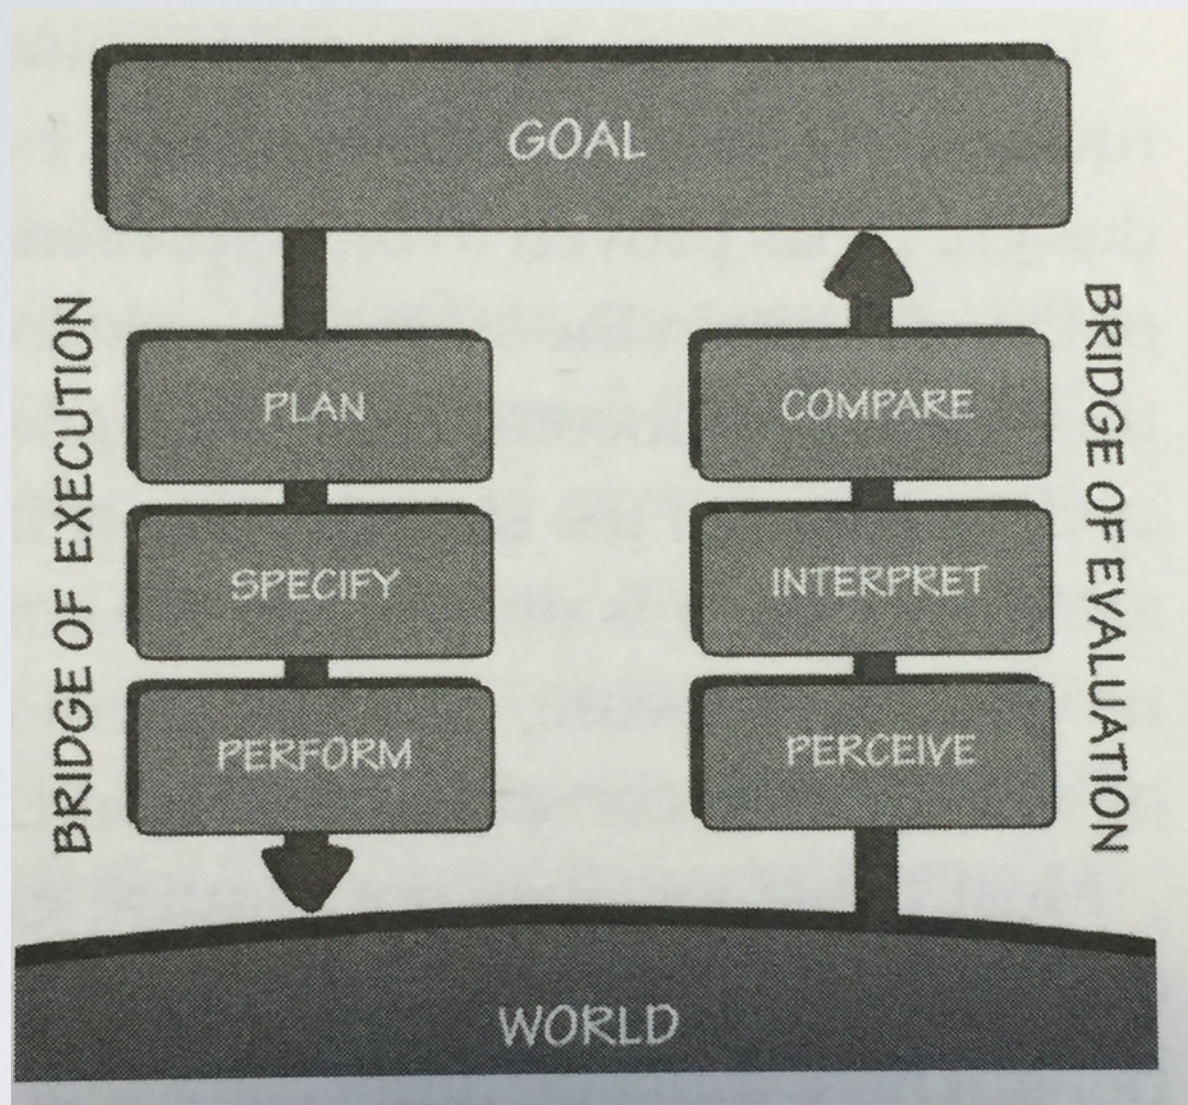 GOAL
BRIDGE OF EXECUTION
PLAN
SPECIFY
PERFORM
COMPARE
INTERPRET
PERCEIVE
BRIDGE OF EVALUATION
WORLD